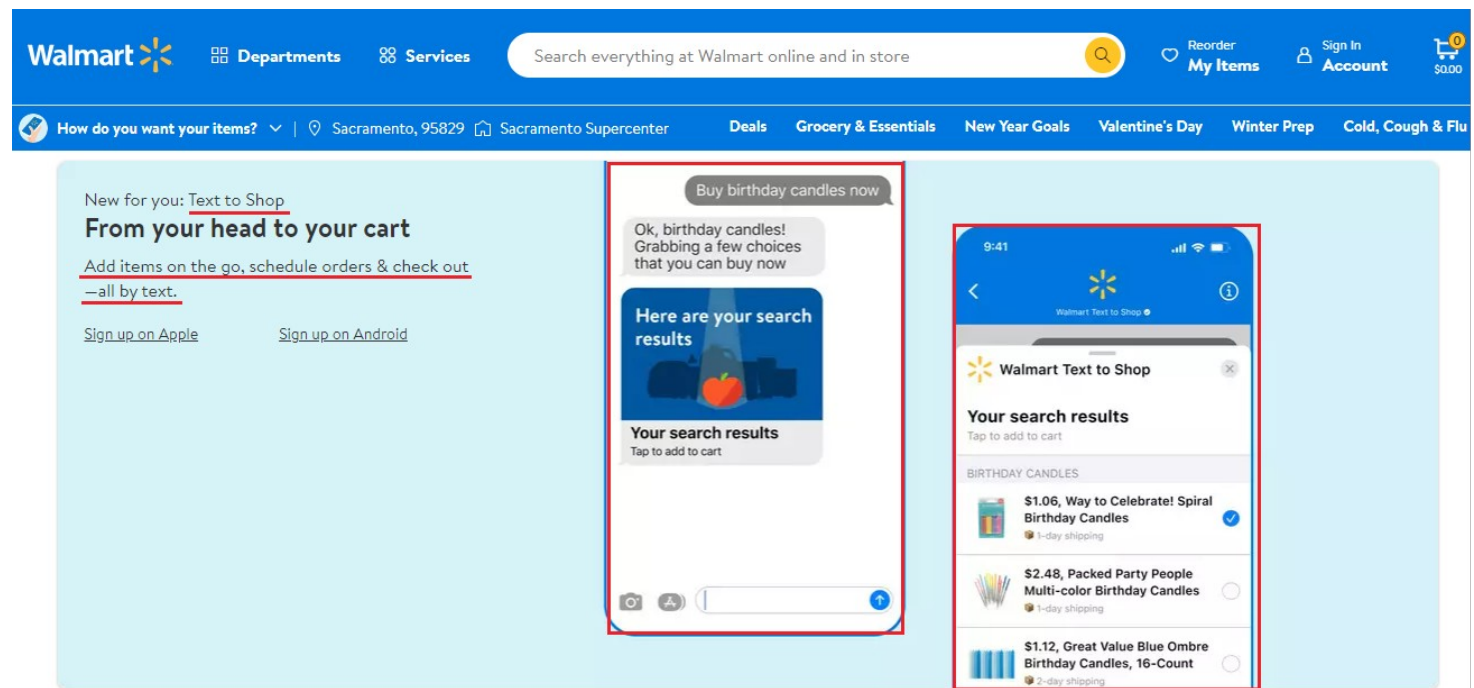 Walmart
Departments
Services
Search everything at Walmart online and in store
Reorder
My Items
Sign In
Account
0
$0.00
How do you want your items?
Sacramento, 95829
Sacramento Supercenter
Deals
Grocery & Essentials
New Year Goals
Valentine's Day
Winter Prep
Cold, Cough & Flu
New for you: Text to Shop
From your head to your cart
Add items on the go, schedule orders & check out
—all by text.
Sign up on Apple
Sign up on Android
Buy birthday candles now
Ok, birthday candles!
Grabbing a few choices
that you can buy now
Here are your search
results
Your search results
Tap to add to cart
9:41
Walmart Text to Shop
Walmart Text to Shop
Your search results
Tap to add to cart
BIRTHDAY CANDLES
$1.06, Way to Celebrate! Spiral
Birthday Candles
1-day shipping
$2.48, Packed Party People
Multi-color Birthday Candles
1-day shipping
$1.12, Great Value Blue Ombre
Birthday Candles, 16-Count
2-day shipping